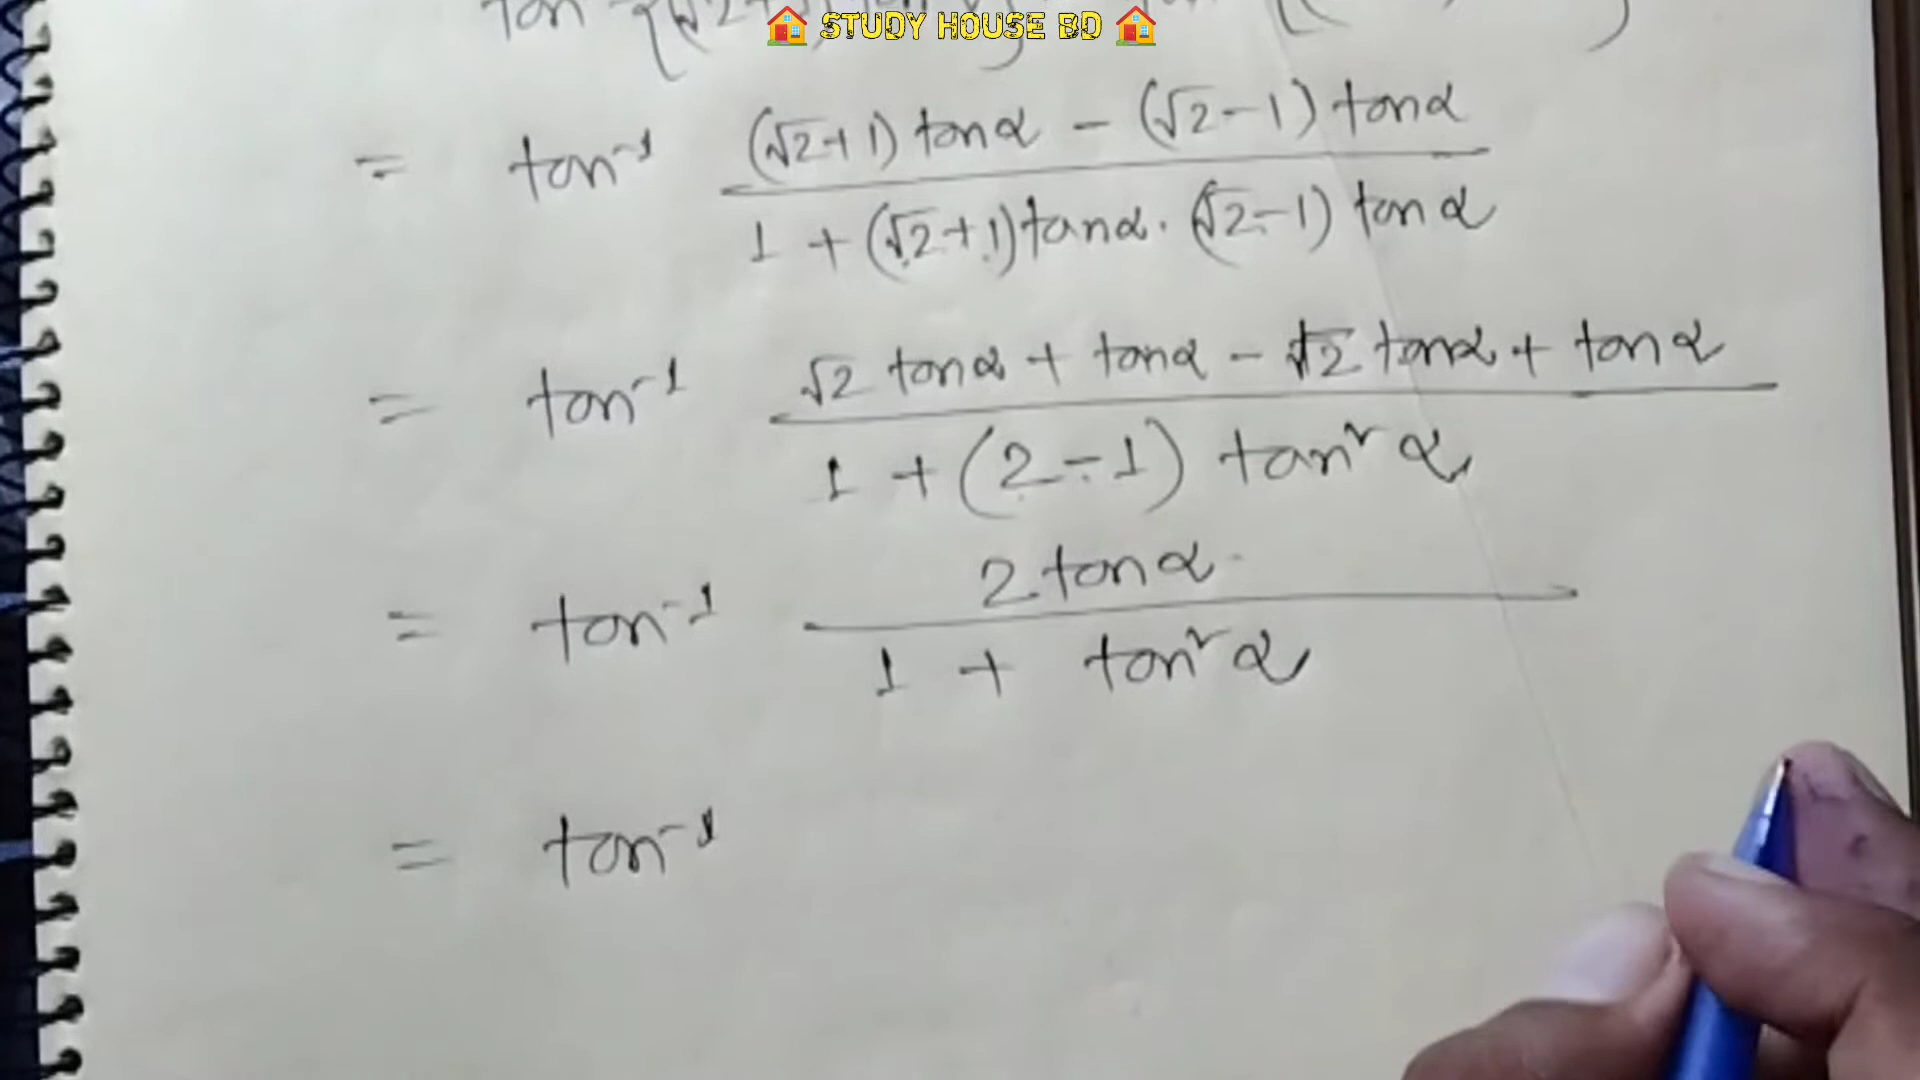 🏠 STUDY HOUSE BD 🏠
= tan⁻¹ ((√2+1) tanα − (√2−1) tanα) / (1 + (√2+1) tanα . (√2−1) tanα)
= tan⁻¹ (√2 tanα + tanα − √2 tanα + tanα) / (1 + (2−1) tan²α)
= tan⁻¹ (2 tanα) / (1 + tan²α)
= tan⁻¹